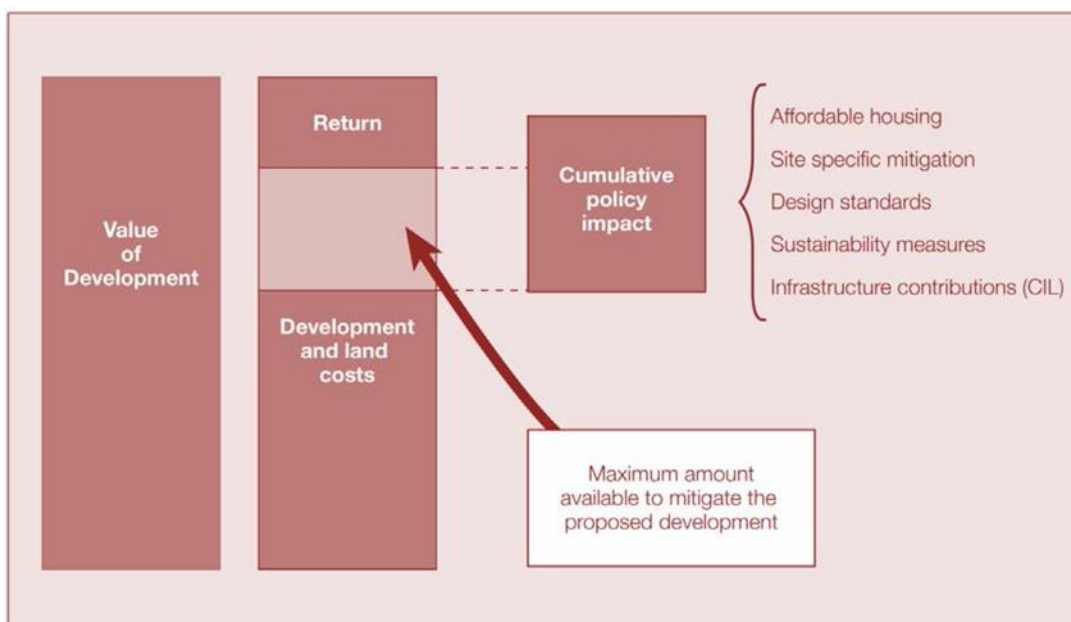 Value
of
Development
Return
Development
and land
costs
Cumulative
policy
impact
Affordable housing
Site specific mitigation
Design standards
Sustainability measures
Infrastructure contributions (CIL)
Maximum amount
available to mitigate the
proposed development